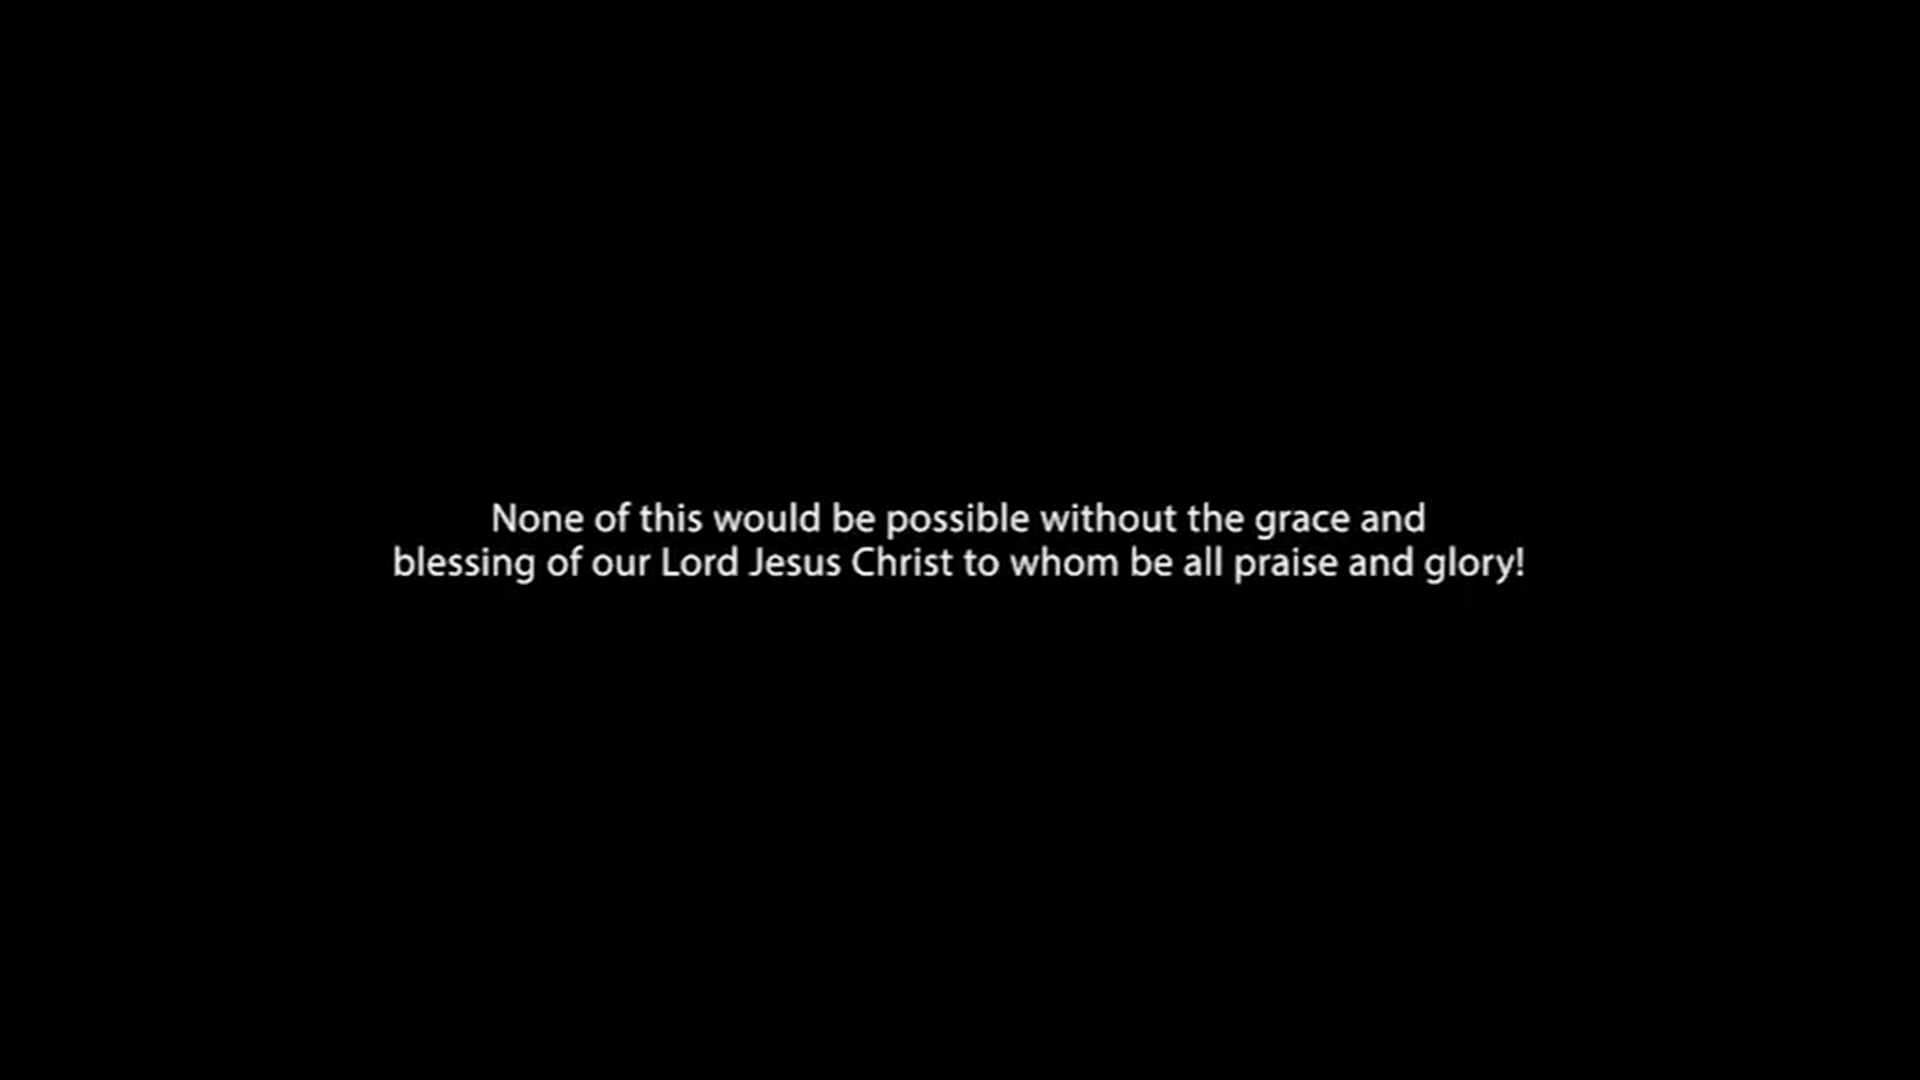 None of this would be possible without the grace and
blessing of our Lord Jesus Christ to whom be all praise and glory!